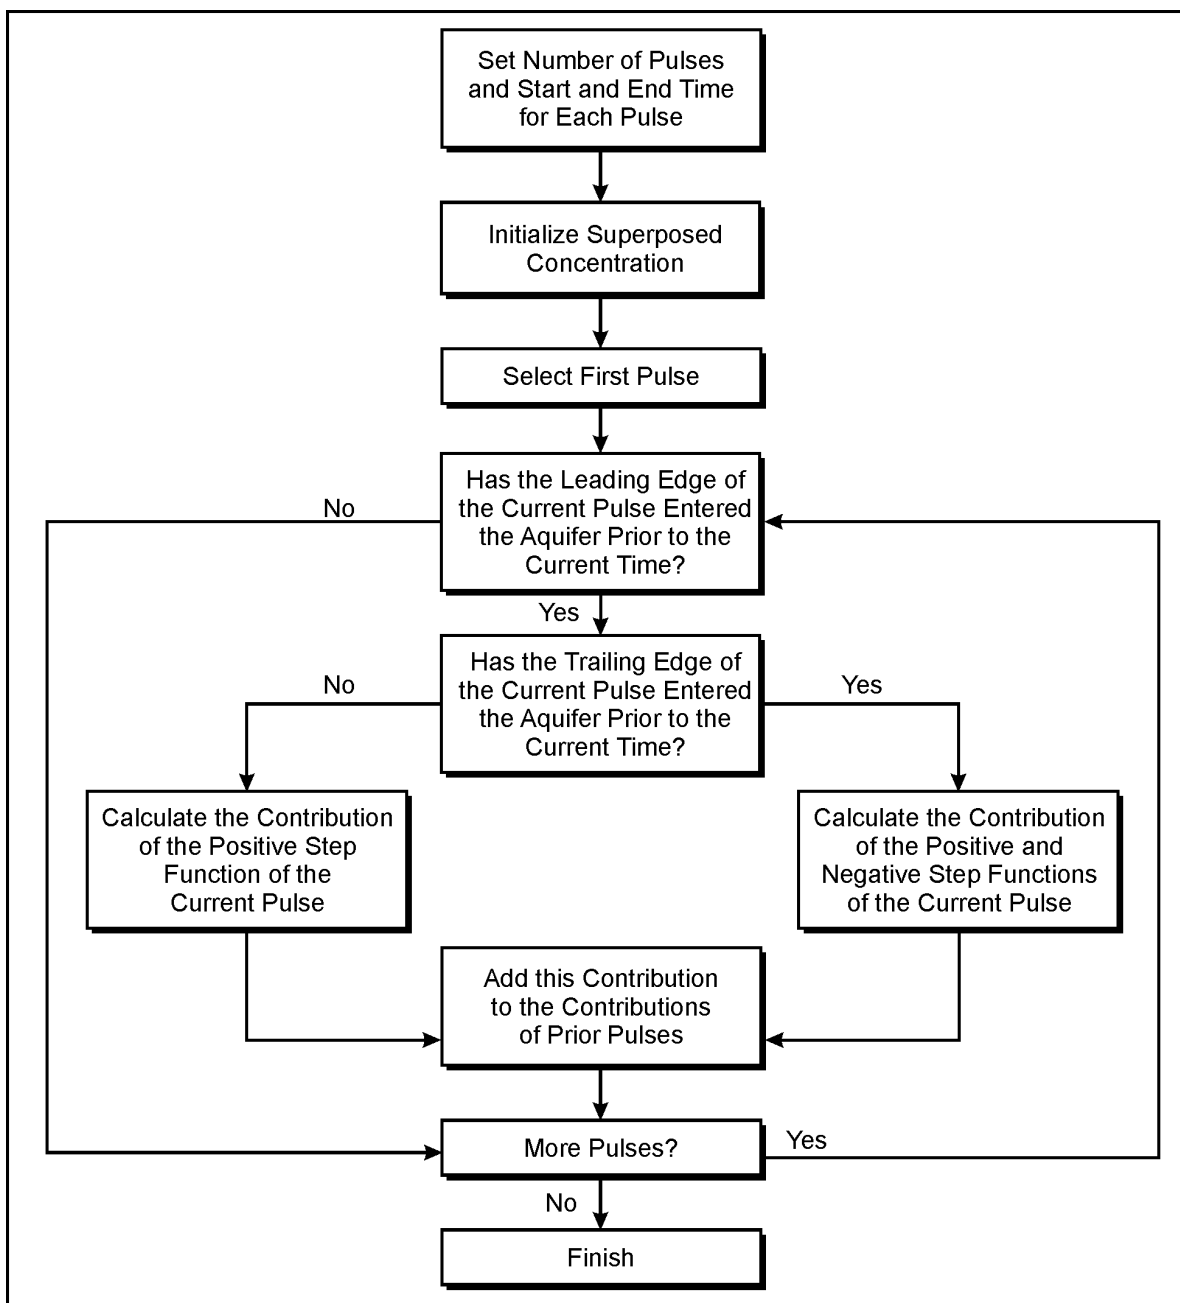 Set Number of Pulses
and Start and End Time
for Each Pulse
Initialize Superposed
Concentration
Select First Pulse
Has the Leading Edge of
the Current Pulse Entered
the Aquifer Prior to the
Current Time?
No
Yes
Has the Trailing Edge of
the Current Pulse Entered
the Aquifer Prior to the
Current Time?
No
Yes
Calculate the Contribution
of the Positive Step
Function of the
Current Pulse
Calculate the Contribution
of the Positive and
Negative Step Functions
of the Current Pulse
Add this Contribution
to the Contributions
of Prior Pulses
More Pulses?
Yes
No
Finish